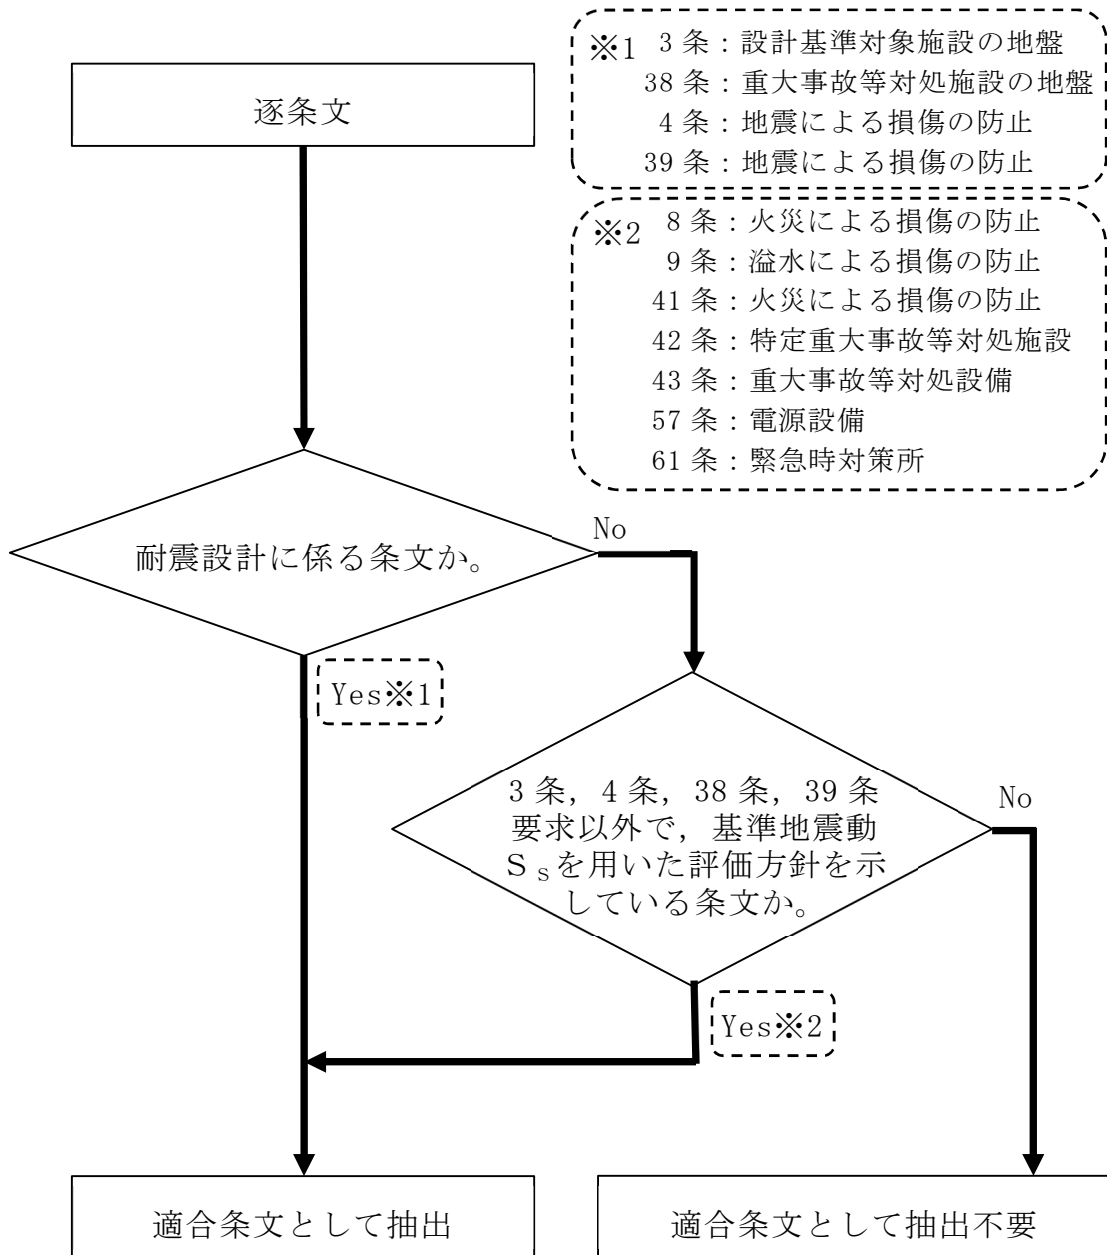 逐条文
※1 3条：設計基準対象施設の地盤
38条：重大事故等対処施設の地盤
4条：地震による損傷の防止
39条：地震による損傷の防止
※2 8条：火災による損傷の防止
9条：溢水による損傷の防止
41条：火災による損傷の防止
42条：特定重大事故等対処施設
43条：重大事故等対処設備
57条：電源設備
61条：緊急時対策所
耐震設計に係る条文か。
No
Yes※1
3条，4条，38条，39条
要求以外で，基準地震動
Ｓsを用いた評価方針を示
している条文か。
No
Yes※2
適合条文として抽出
適合条文として抽出不要